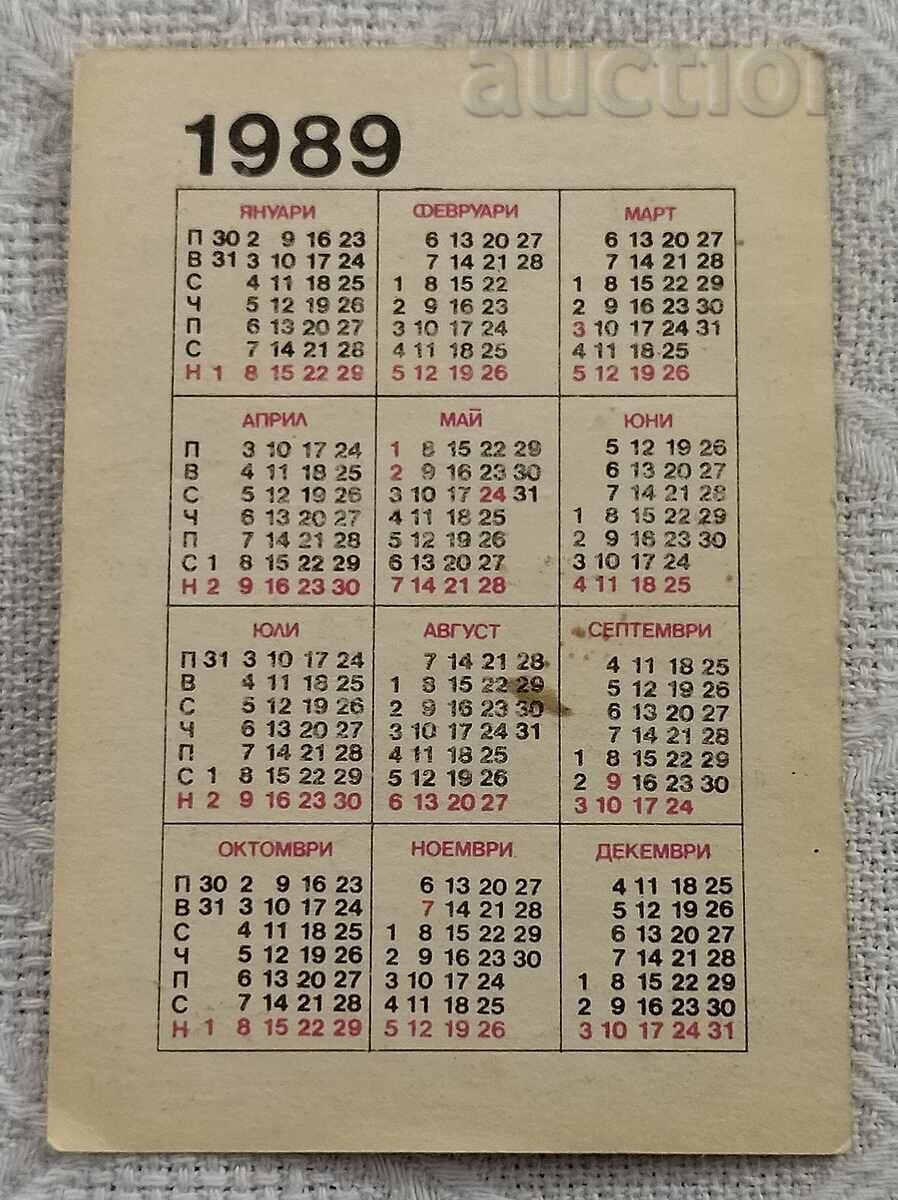 auction
1989
ЯНУАРИ ФЕВРУАРИ МАРТ
П 30 2 9 16 23 6 13 20 27 6 13 20 27
В 31 3 10 17 24 7 14 21 28 7 14 21 28
С 4 11 18 25 1 8 15 22 1 8 15 22 29
Ч 5 12 19 26 2 9 16 23 2 9 16 23 30
П 6 13 20 27 3 10 17 24 3 10 17 24 31
С 7 14 21 28 4 11 18 25 4 11 18 25
Н 1 8 15 22 29 5 12 19 26 5 12 19 26
АПРИЛ МАЙ ЮНИ
П 3 10 17 24 1 8 15 22 29 5 12 19 26
В 4 11 18 25 2 9 16 23 30 6 13 20 27
С 5 12 19 26 3 10 17 24 31 7 14 21 28
Ч 6 13 20 27 4 11 18 25 1 8 15 22 29
П 7 14 21 28 5 12 19 26 2 9 16 23 30
С 1 8 15 22 29 6 13 20 27 3 10 17 24
Н 2 9 16 23 30 7 14 21 28 4 11 18 25
ЮЛИ АВГУСТ СЕПТЕМВРИ
П 31 3 10 17 24 7 14 21 28 4 11 18 25
В 4 11 18 25 1 8 15 22 29 5 12 19 26
С 5 12 19 26 2 9 16 23 30 6 13 20 27
Ч 6 13 20 27 3 10 17 24 31 7 14 21 28
П 7 14 21 28 4 11 18 25 1 8 15 22 29
С 1 8 15 22 29 5 12 19 26 2 9 16 23 30
Н 2 9 16 23 30 6 13 20 27 3 10 17 24
ОКТОМВРИ НОЕМВРИ ДЕКЕМВРИ
П 30 2 9 16 23 6 13 20 27 4 11 18 25
В 31 3 10 17 24 7 14 21 28 5 12 19 26
С 4 11 18 25 1 8 15 22 29 6 13 20 27
Ч 5 12 19 26 2 9 16 23 30 7 14 21 28
П 6 13 20 27 3 10 17 24 1 8 15 22 29
С 7 14 21 28 4 11 18 25 2 9 16 23 30
Н 1 8 15 22 29 5 12 19 26 3 10 17 24 31